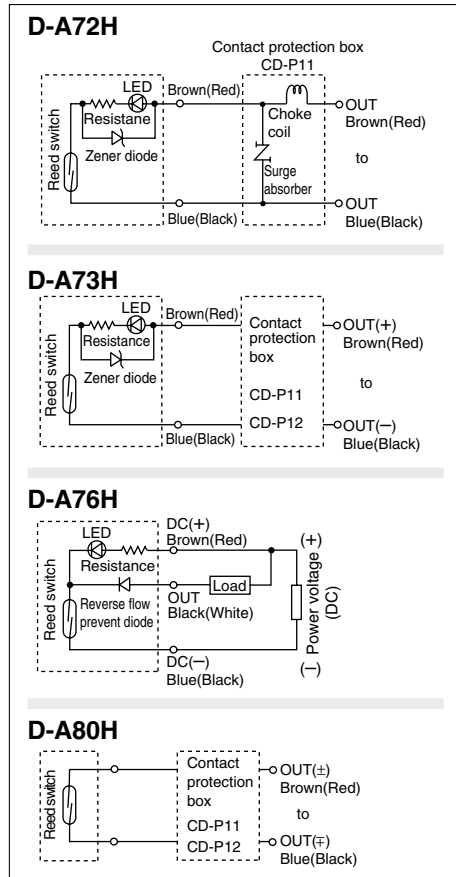 D-A72H
Contact protection box
CD-P11
LED
Brown(Red)
OUT
Brown(Red)
Resistane
Choke
coil
Zener diode
Reed switch
to
Surge
absorber
OUT
Blue(Black)
Blue(Black)
D-A73H
LED
Brown(Red)
Contact
protection
box
OUT(+)
Brown(Red)
Resistance
Zener diode
Reed switch
to
CD-P11
CD-P12
OUT(−)
Blue(Black)
Blue(Black)
D-A76H
DC(+)
Brown(Red)
LED
(+)
Resistance
Load
OUT
Black(White)
Reverse flow
prevent diode
Reed switch
Power voltage
(DC)
DC(−)
Blue(Black)
(−)
D-A80H
Reed switch
Contact
protection
box
CD-P11
CD-P12
OUT(±)
Brown(Red)
to
OUT(∓)
Blue(Black)